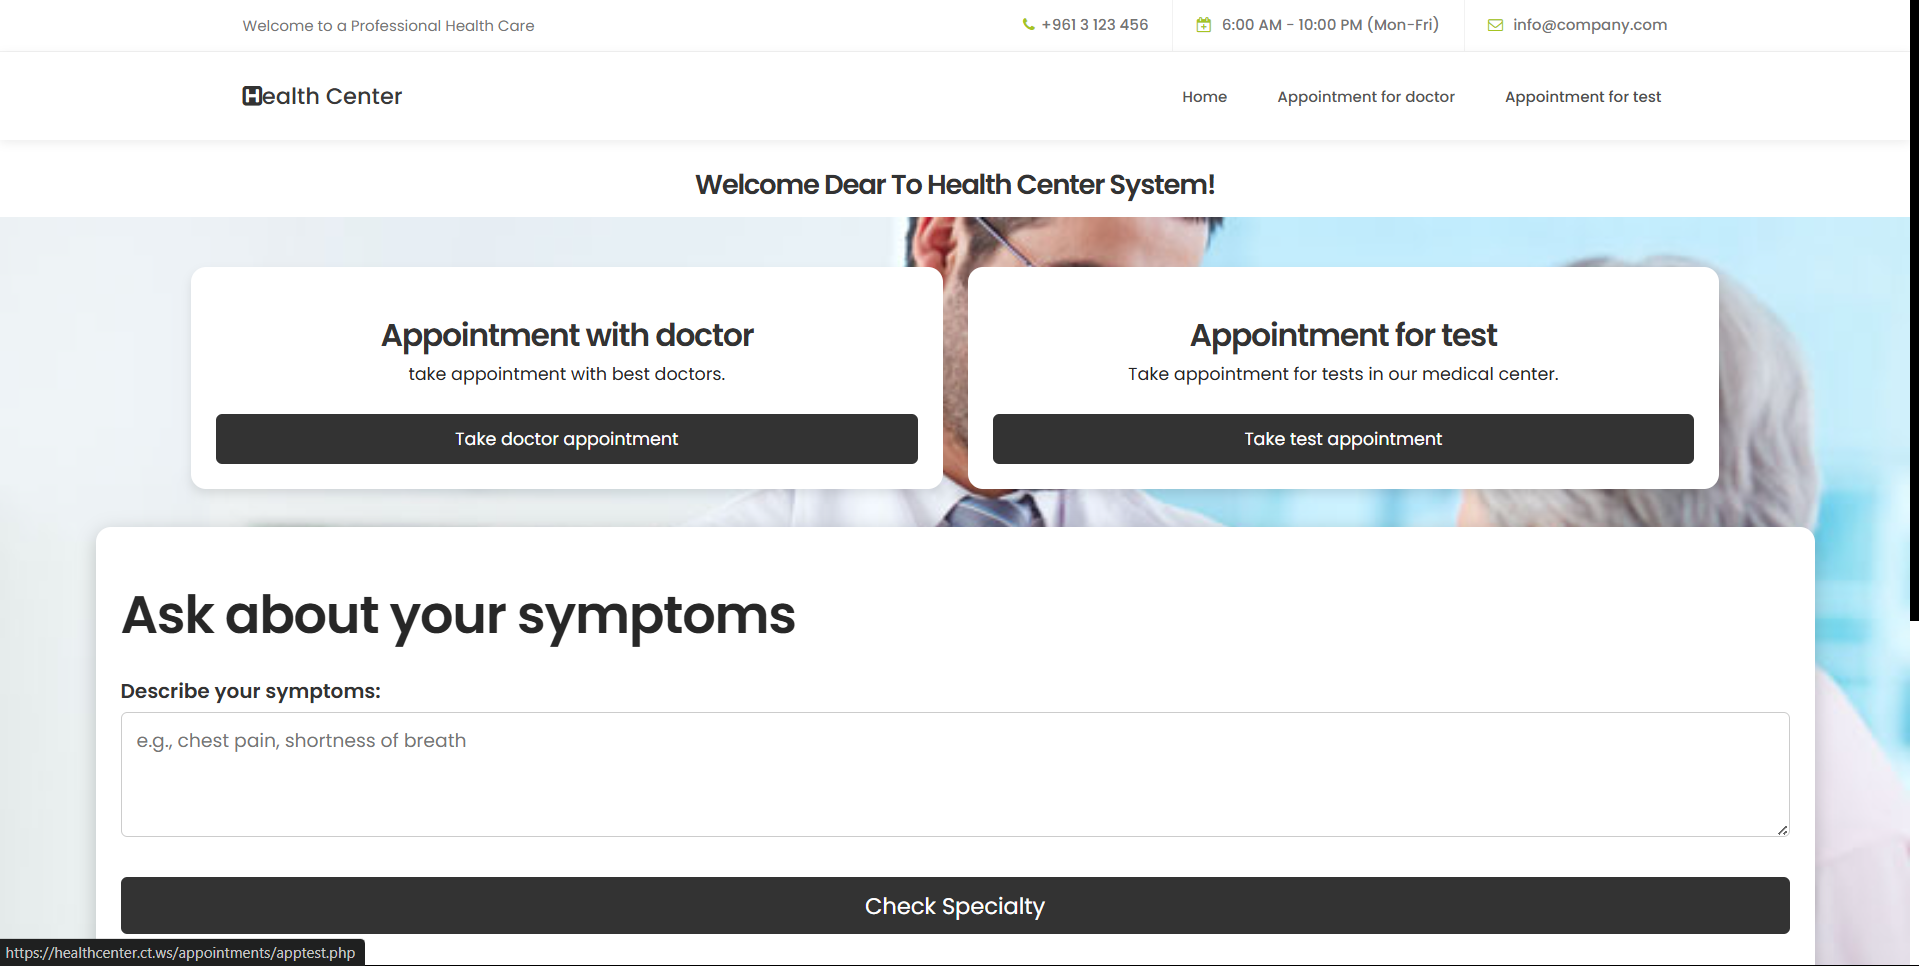 Welcome to a Professional Health Care
+961 3 123 456
6:00 AM - 10:00 PM (Mon-Fri)
info@company.com
Health Center
Home
Appointment for doctor
Appointment for test
Welcome Dear To Health Center System!
Appointment with doctor
take appointment with best doctors.
Take doctor appointment
Appointment for test
Take appointment for tests in our medical center.
Take test appointment
Ask about your symptoms
Describe your symptoms:
e.g., chest pain, shortness of breath
Check Specialty
https://healthcenter.ct.ws/appointments/apptest.php